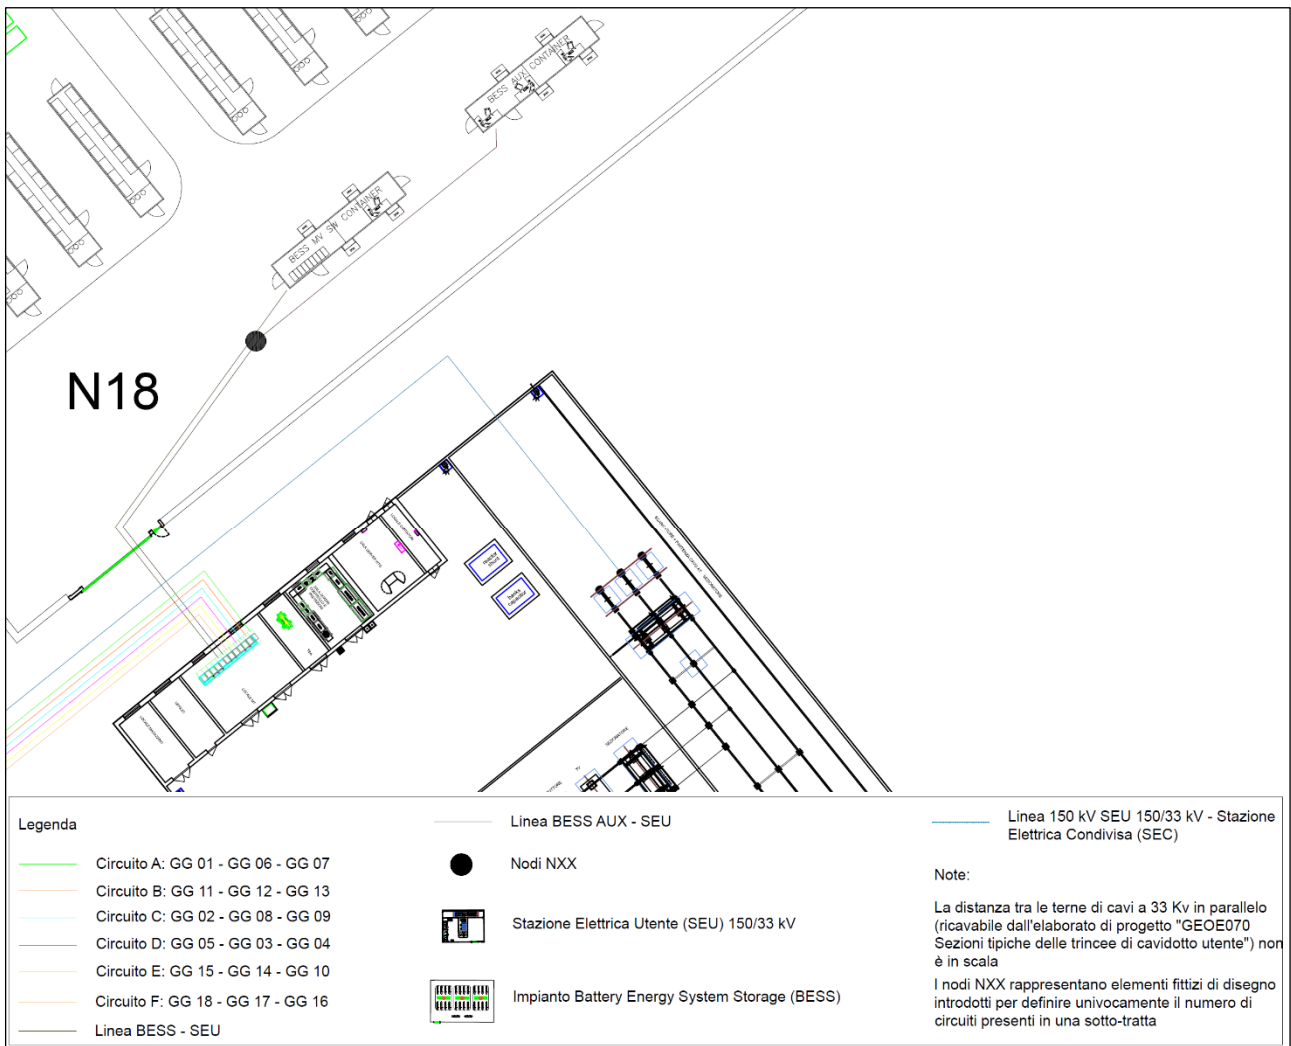 BESS AUX CONTAINER
BESS MV SW CONTAINER
N18
reactor
shunt
banks
capacitor
SEZIONATORE
TV
Legenda
Circuito A: GG 01 - GG 06 - GG 07
Circuito B: GG 11 - GG 12 - GG 13
Circuito C: GG 02 - GG 08 - GG 09
Circuito D: GG 05 - GG 03 - GG 04
Circuito E: GG 15 - GG 14 - GG 10
Circuito F: GG 18 - GG 17 - GG 16
Linea BESS - SEU
Linea BESS AUX - SEU
Nodi NXX
Stazione Elettrica Utente (SEU) 150/33 kV
Impianto Battery Energy System Storage (BESS)
Linea 150 kV SEU 150/33 kV - Stazione
Elettrica Condivisa (SEC)
Note:
La distanza tra le terne di cavi a 33 Kv in parallelo
(ricavabile dall'elaborato di progetto "GEOE070
Sezioni tipiche delle trincee di cavidotto utente") non
è in scala
I nodi NXX rappresentano elementi fittizi di disegno
introdotti per definire univocamente il numero di
circuiti presenti in una sotto-tratta